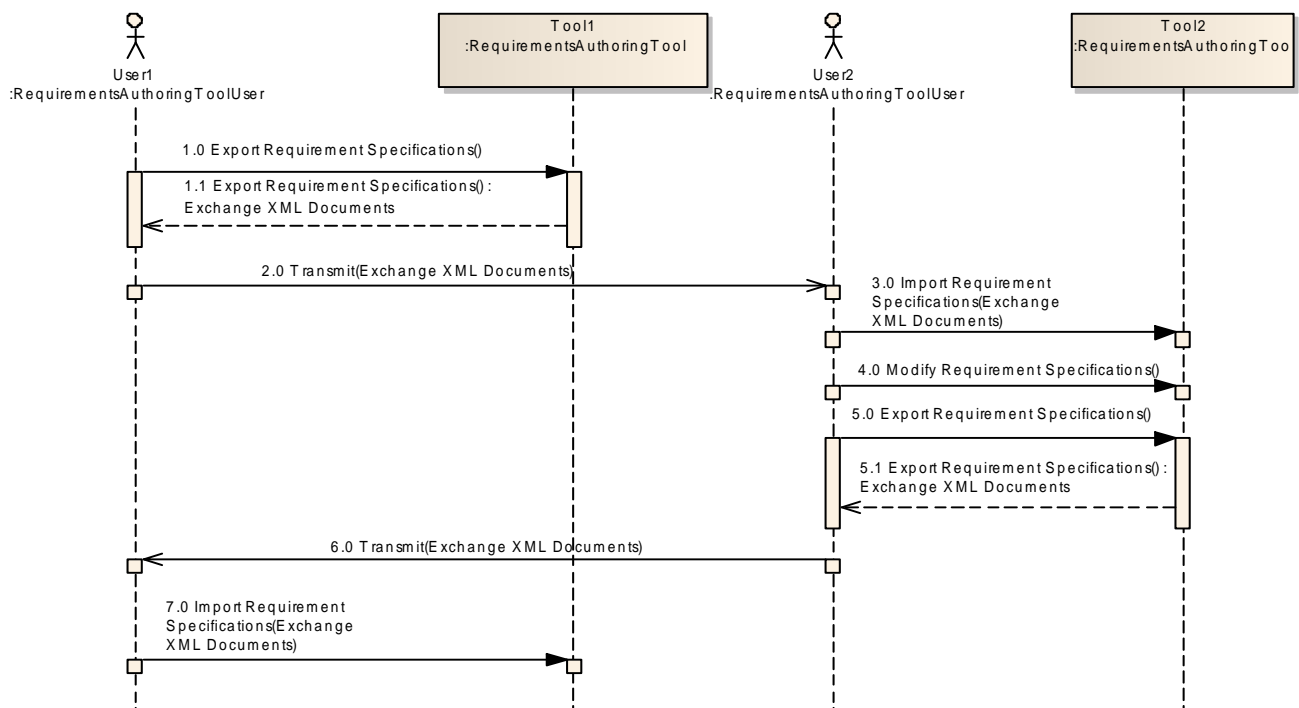 User1
:RequirementsAuthoringToolUser
Tool1
:RequirementsAuthoringTool
User2
:RequirementsAuthoringToolUser
Tool2
:RequirementsAuthoringToo
1.0 Export Requirement Specifications()
1.1 Export Requirement Specifications() :
Exchange XML Documents
2.0 Transmit(Exchange XML Documents)
3.0 Import Requirement
Specifications(Exchange
XML Documents)
4.0 Modify Requirement Specifications()
5.0 Export Requirement Specifications()
5.1 Export Requirement Specifications() :
Exchange XML Documents
6.0 Transmit(Exchange XML Documents)
7.0 Import Requirement
Specifications(Exchange
XML Documents)